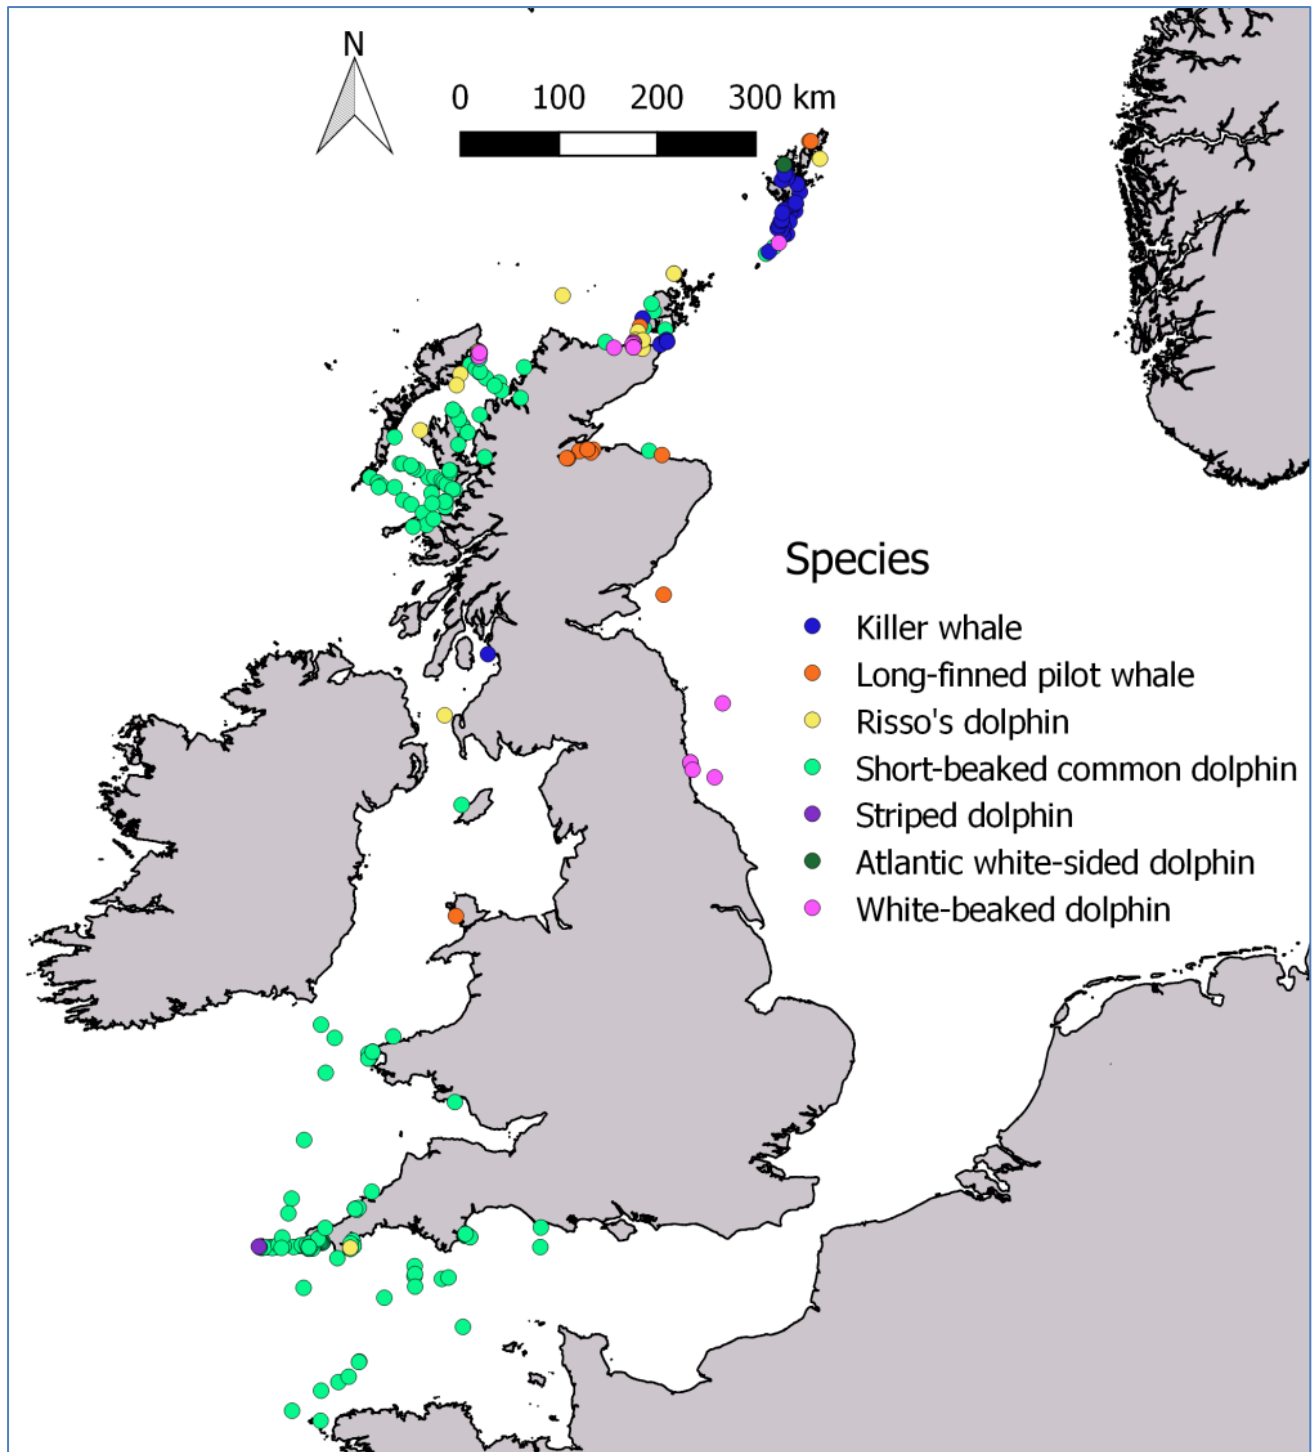 N
0 100 200 300 km
Species
Killer whale
Long-finned pilot whale
Risso's dolphin
Short-beaked common dolphin
Striped dolphin
Atlantic white-sided dolphin
White-beaked dolphin